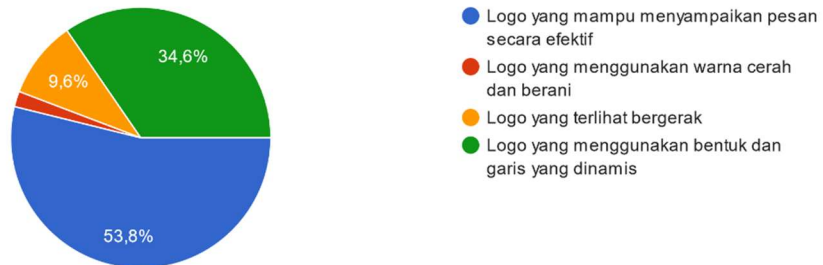 34,6%
9,6%
53,8%
Logo yang mampu menyampaikan pesan
secara efektif
Logo yang menggunakan warna cerah
dan berani
Logo yang terlihat bergerak
Logo yang menggunakan bentuk dan
garis yang dinamis